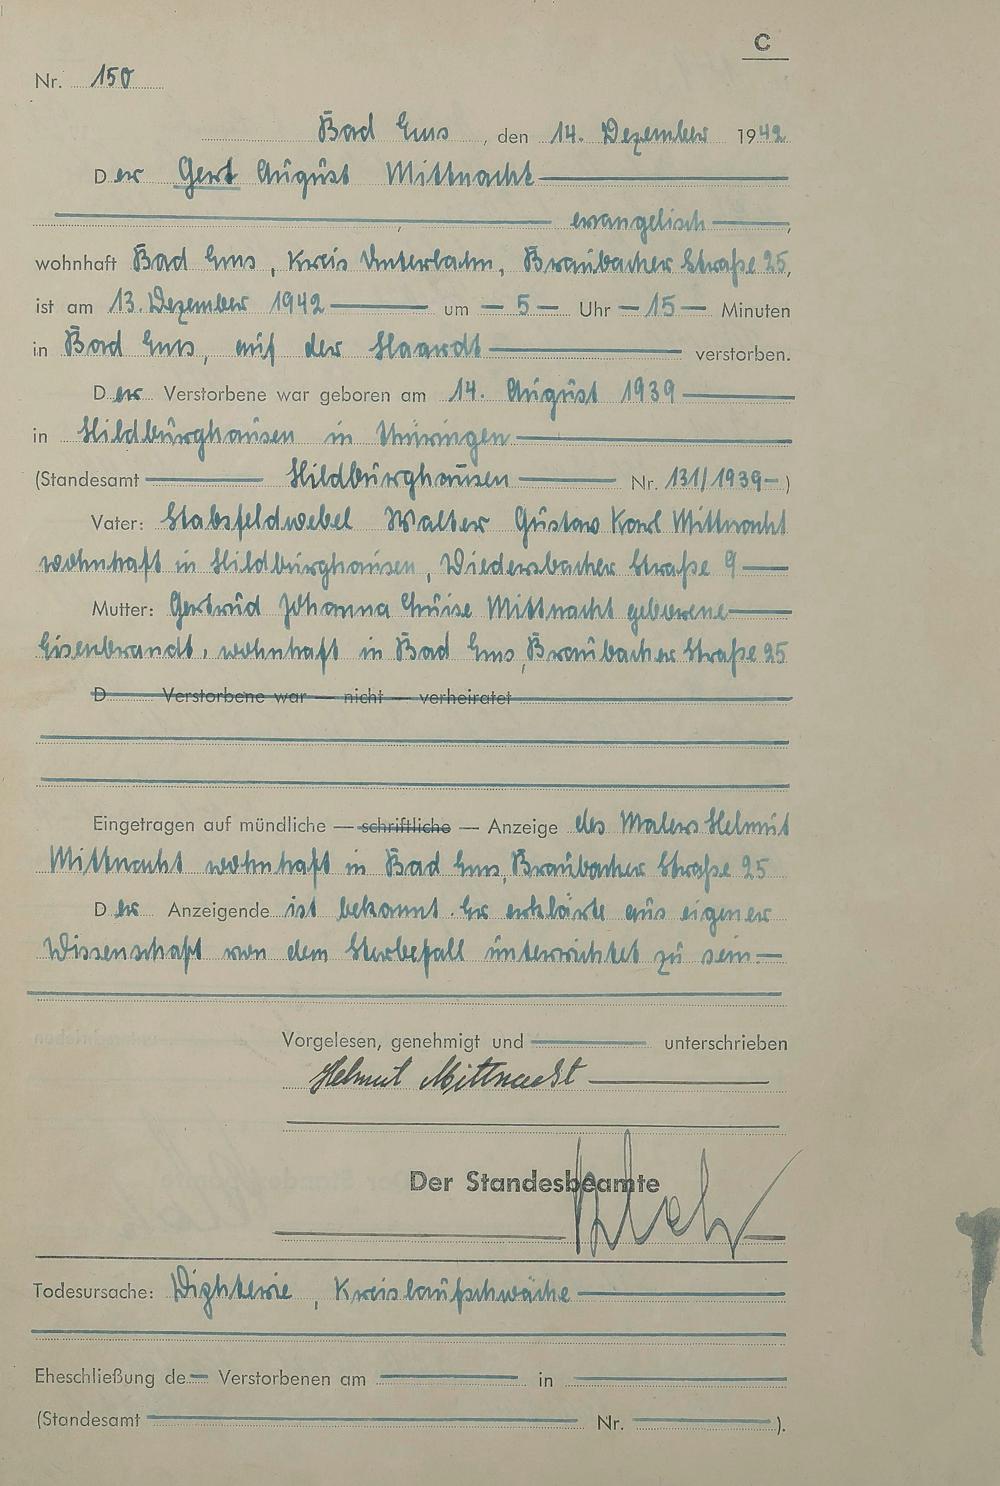 C
Nr. 150
Bad Ems, den 14. Dezember 1942
Der Gert August Mittnacht
evangelisch,
wohnhaft Bad Ems, Kreis Unterlahn, Braubacher Straße 25,
ist am 13. Dezember 1942 um — 5 — Uhr — 15 — Minuten
in Bad Ems, auf der Haardt verstorben.
Der Verstorbene war geboren am 14. August 1939
in Hildburghausen in Thüringen
(Standesamt Hildburghausen Nr. 131/1939-)
Vater: Stabsfeldwebel Walter Gustav Karl Mittnacht
wohnhaft in Hildburghausen, Wiedersbacher Straße 9
Mutter: Gertrud Johanna Luise Mittnacht geborene
Eisenbrandt, wohnhaft in Bad Ems, Braubacher Straße 25
D Verstorbene war — nicht — verheiratet
Eingetragen auf mündliche — schriftliche — Anzeige des Malers Helmut
Mittnacht wohnhaft in Bad Ems, Braubacher Straße 25
Der Anzeigende ist bekannt. Er erklärte aus eigener
Wissenschaft von dem Sterbefall unterrichtet zu sein.
Vorgelesen, genehmigt und unterschrieben
Helmut Mittnacht
Der Standesbeamte
Todesursache: Diphterie, Kreislaufschwäche
Eheschließung de Verstorbenen am in
(Standesamt Nr. ).